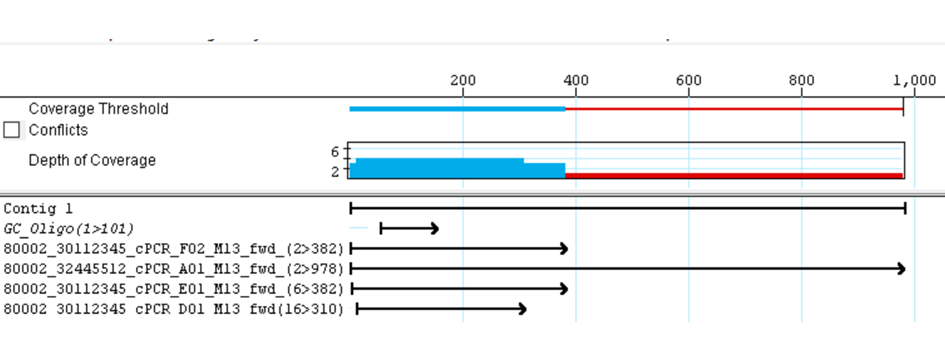 200 400 600 800 1,000
Coverage Threshold
Conflicts
6
Depth of Coverage
2
Contig 1
GC_Oligo(1>101)
80002_30112345_cPCR_F02_M13_fwd_(2>382)
80002_32445512_cPCR_A01_M13_fwd_(2>978)
80002_30112345_cPCR_E01_M13_fwd_(6>382)
80002 30112345 cPCR D01 M13 fwd(16>310)